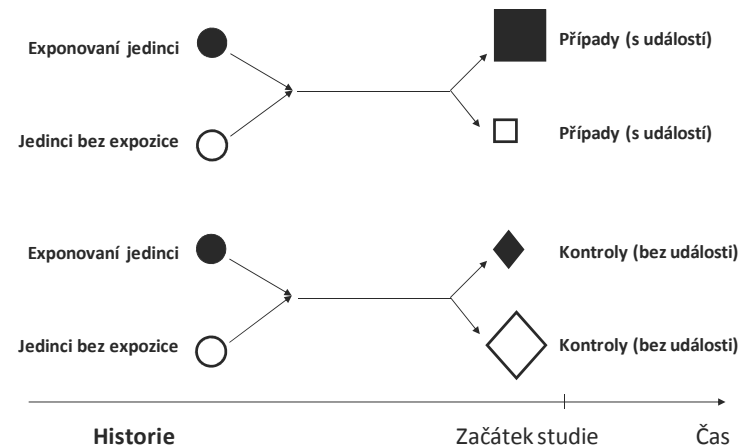 Exponovaní jedinci
Případy (s událostí)
Jedinci bez expozice
Případy (s událostí)
Exponovaní jedinci
Kontroly (bez události)
Jedinci bez expozice
Kontroly (bez události)
Historie
Začátek studie
Čas